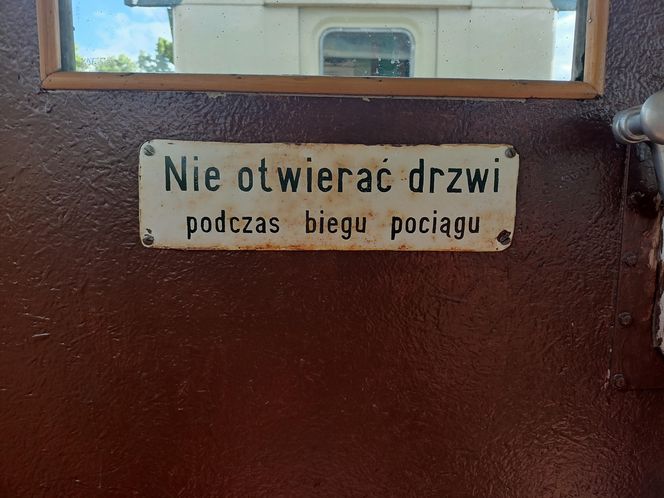 Nie otwierać drzwi
podczas biegu pociągu